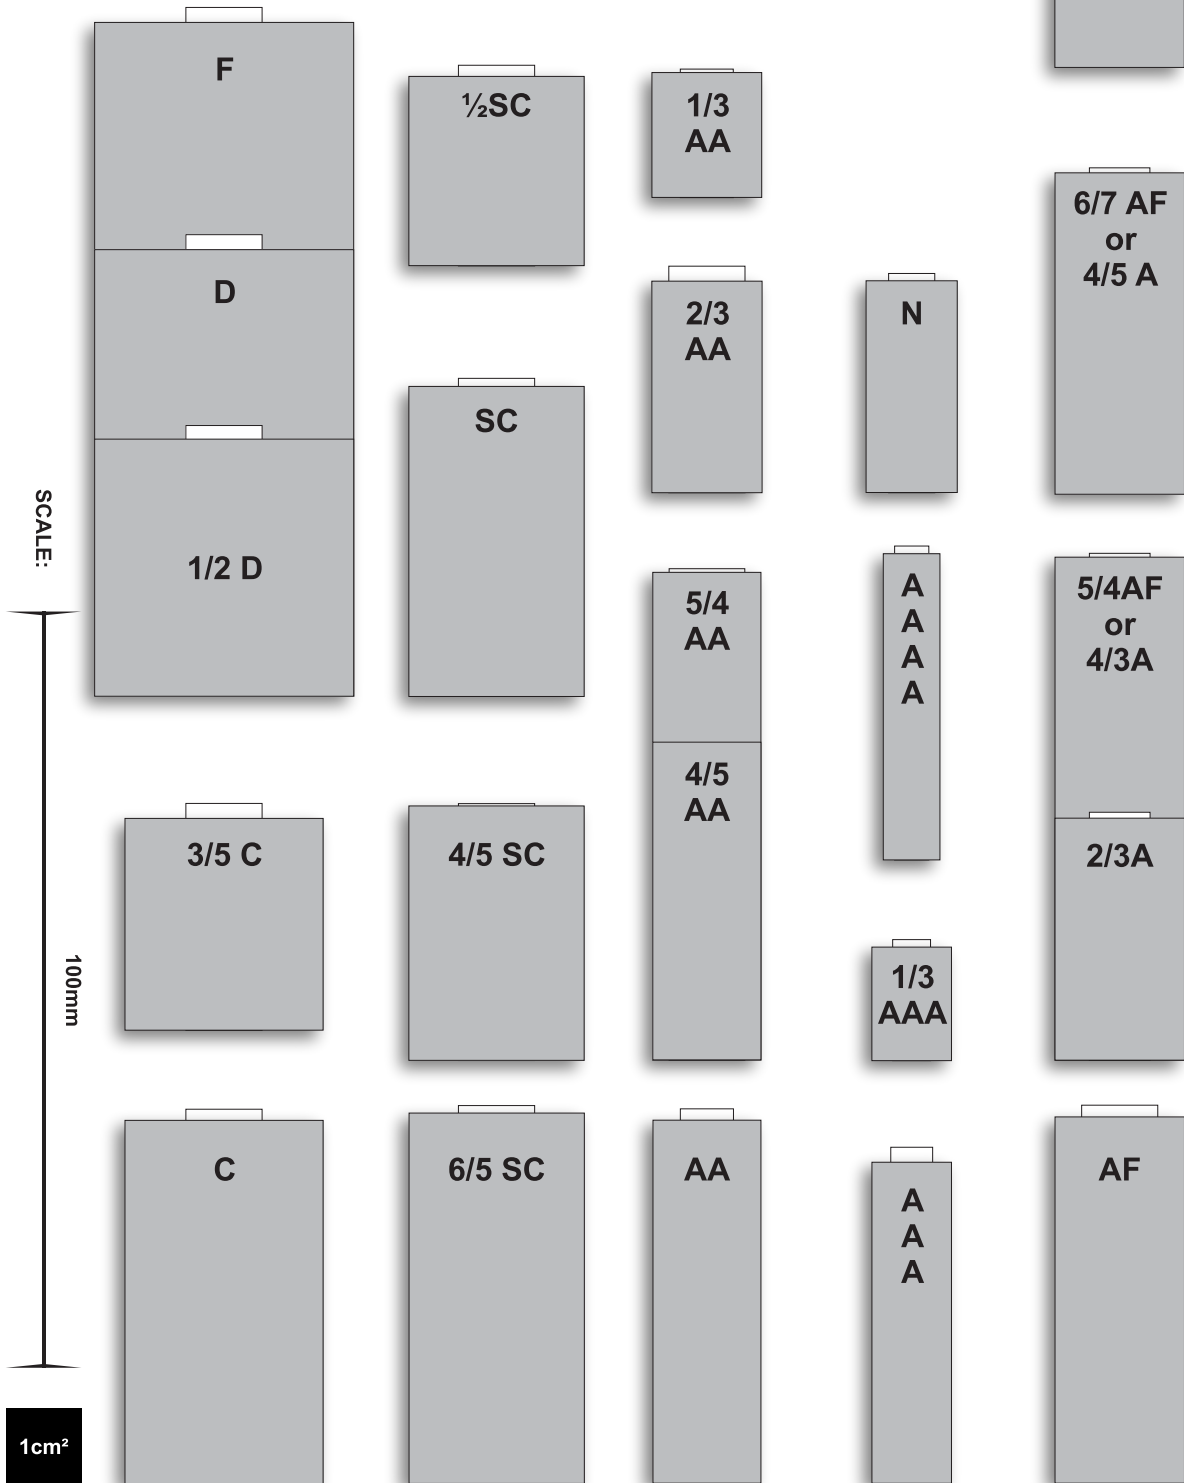 F
D
1/2 D
SCALE:
100mm
1cm²
3/5 C
C
½SC
SC
4/5 SC
6/5 SC
1/3
AA
2/3
AA
5/4
AA
4/5
AA
AA
N
A
A
A
A
1/3
AAA
A
A
A
6/7 AF
or
4/5 A
5/4AF
or
4/3A
2/3A
AF